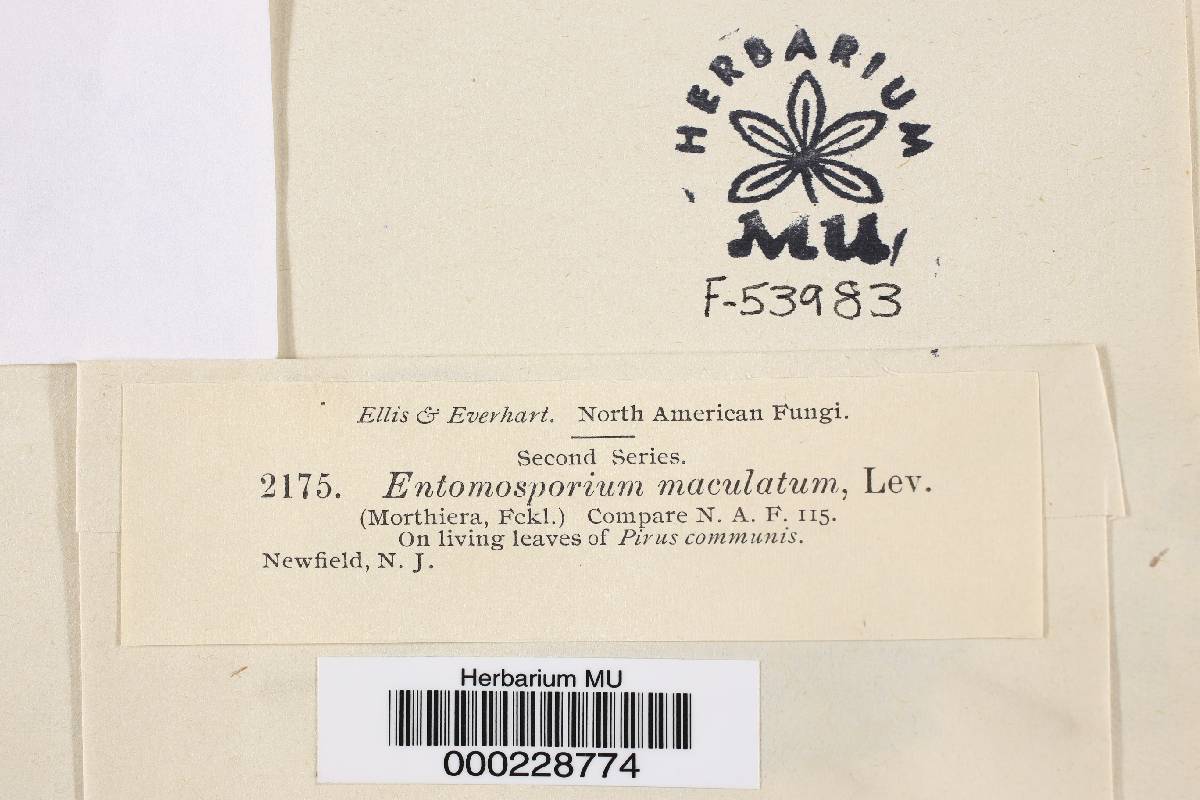 HERBARIUM
MU
F-53983
Ellis & Everhart. North American Fungi.
Second Series.
2175. Entomosporium maculatum, Lev.
(Morthiera, Fckl.) Compare N. A. F. 115.
On living leaves of Pirus communis.
Newfield, N. J.
Herbarium MU
000228774